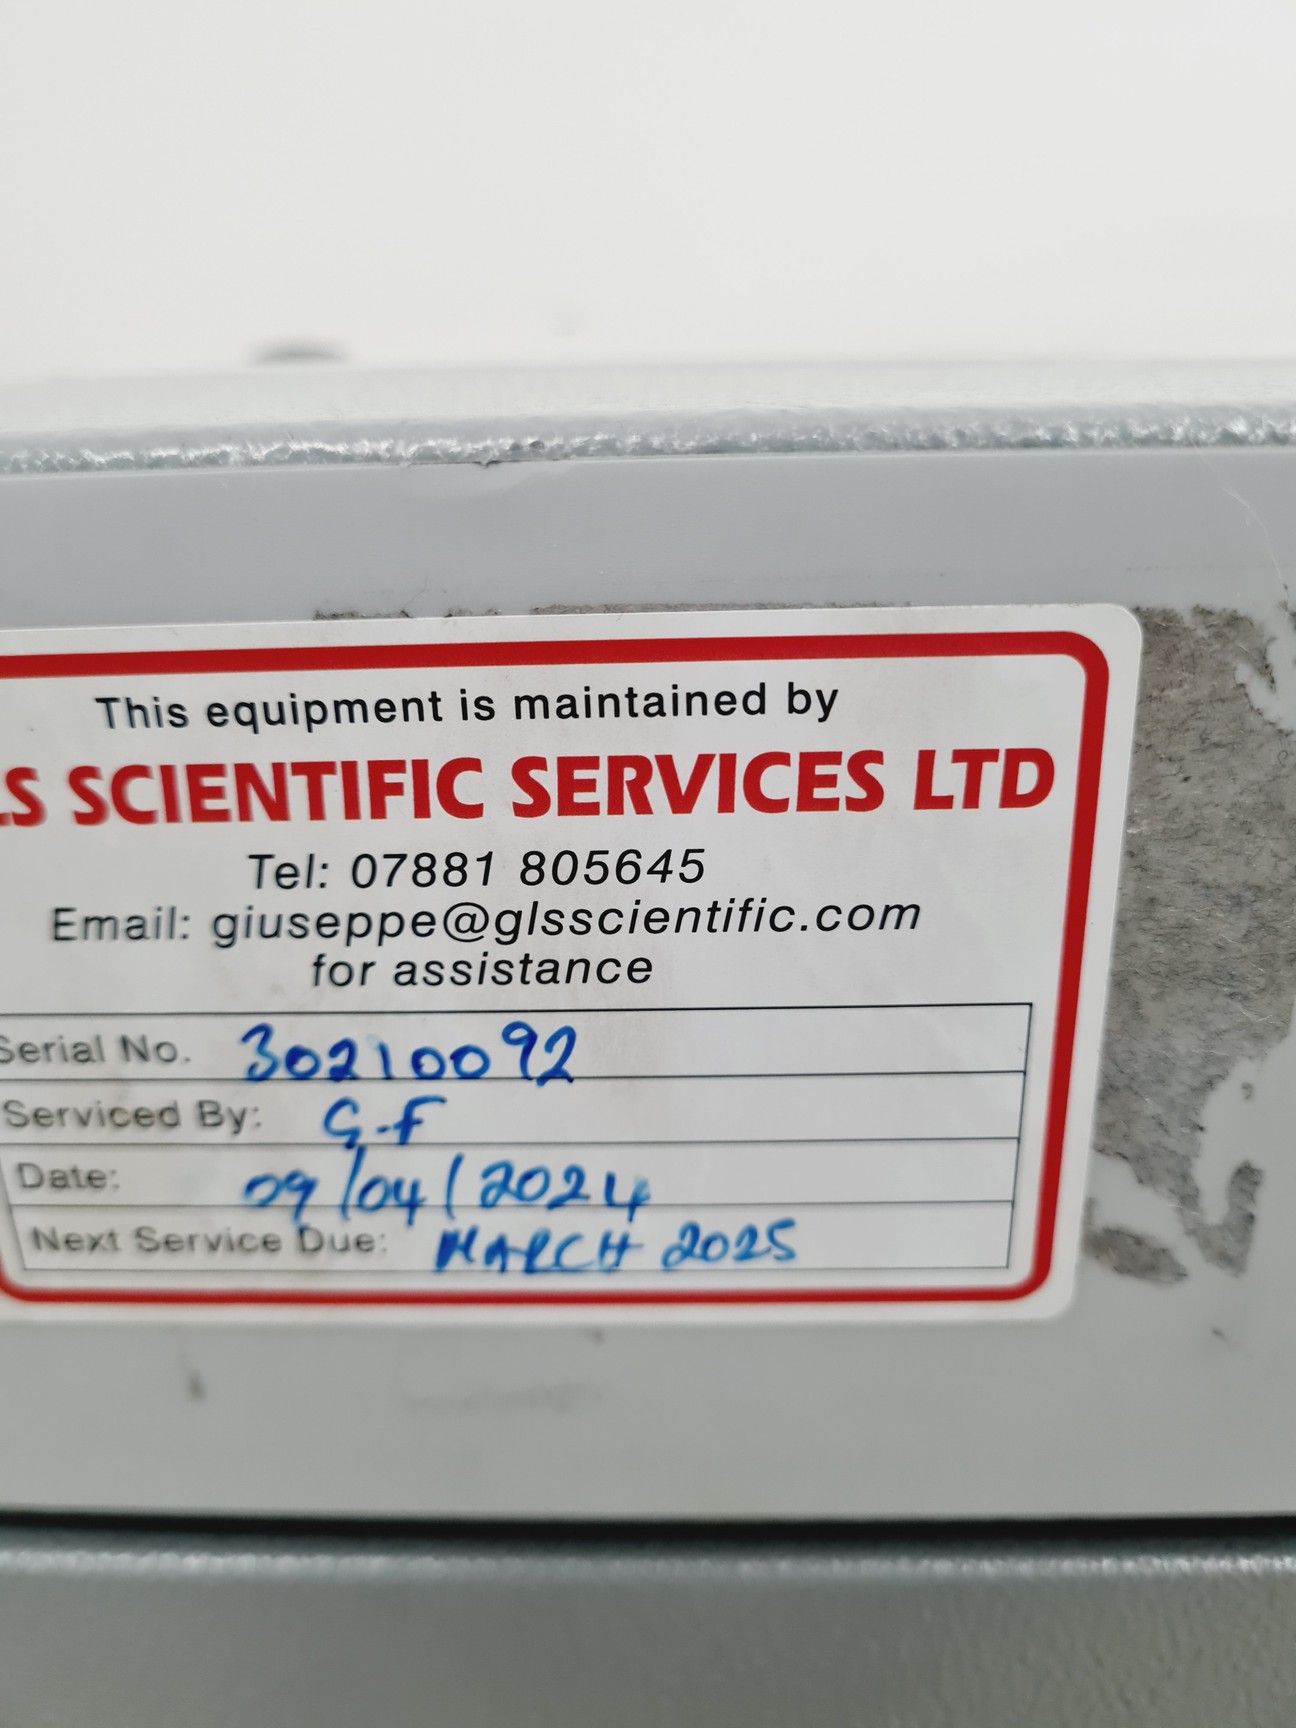 This equipment is maintained by
LS SCIENTIFIC SERVICES LTD
Tel: 07881 805645
Email: giuseppe@glsscientific.com
for assistance
Serial No. 30210092
Serviced By: G-F
Date: 09/04/2024
Next Service Due: MARCH 2025